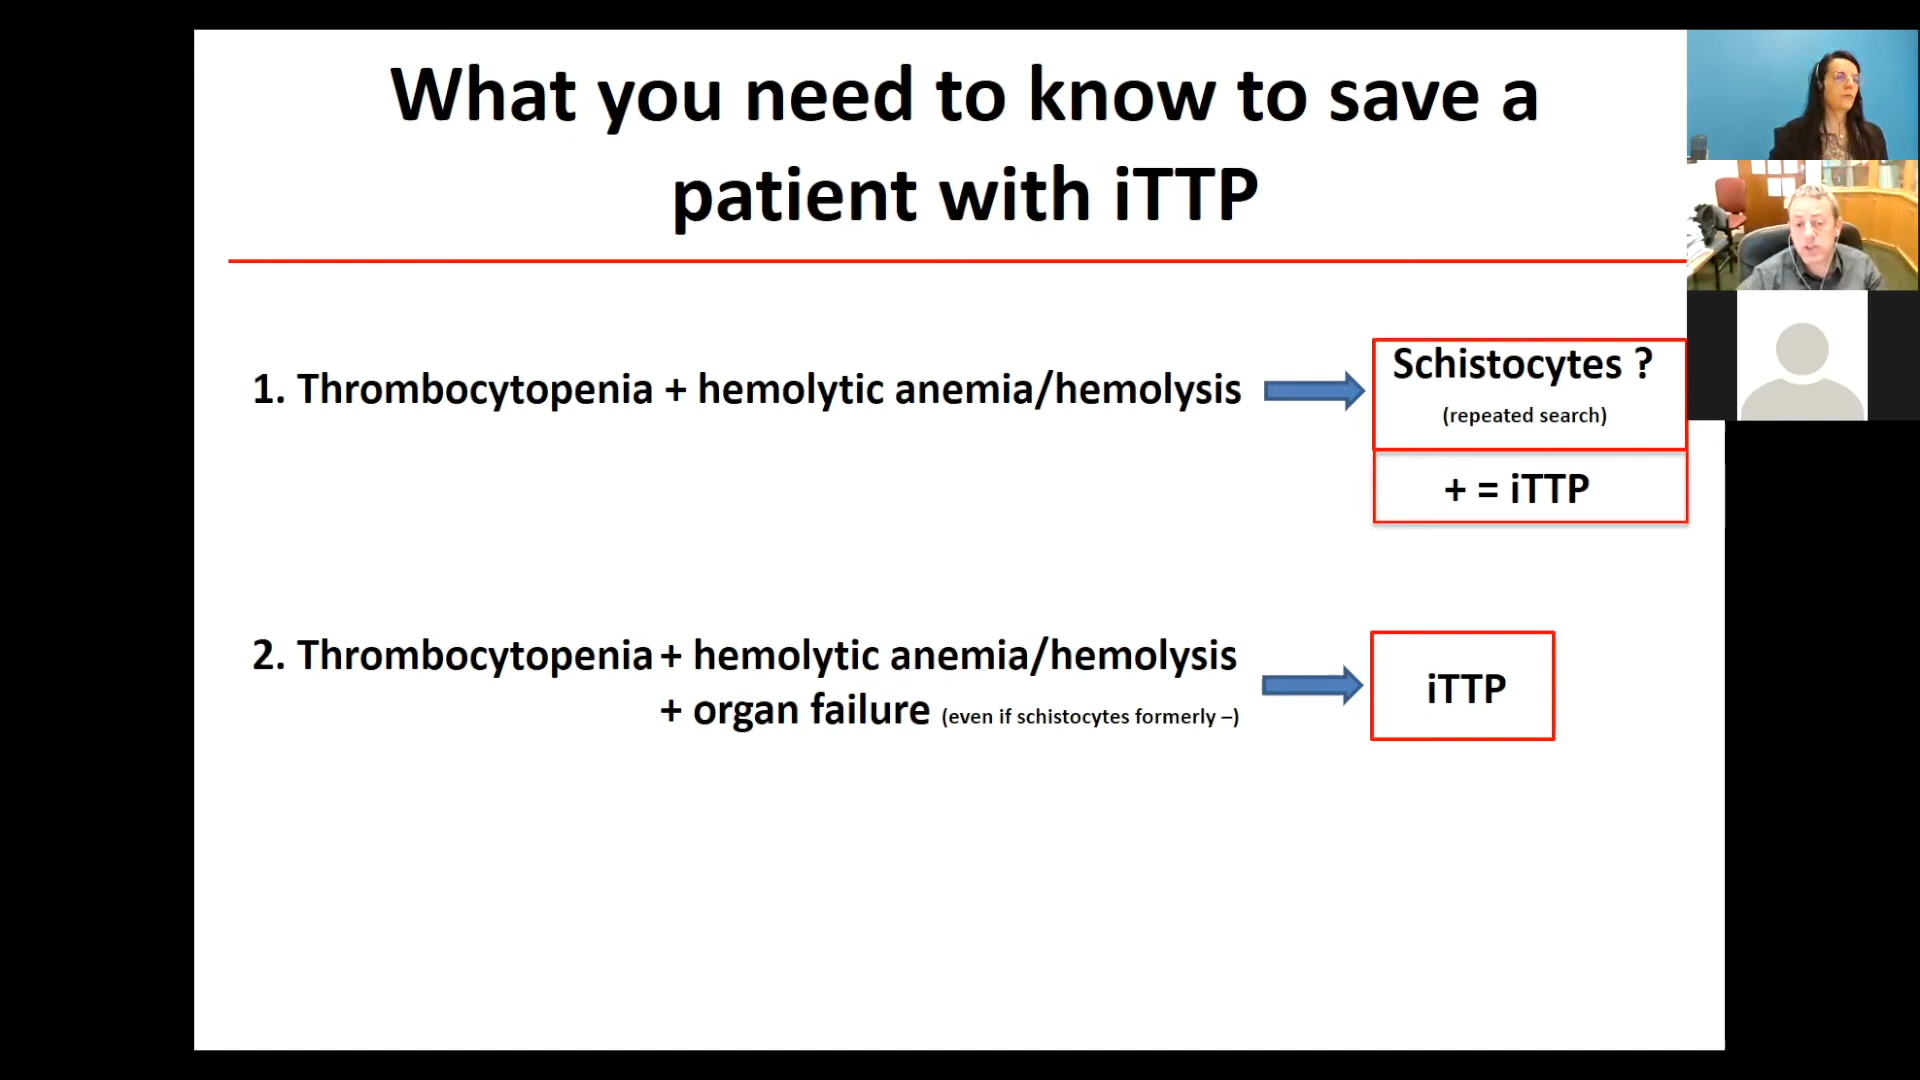 What you need to know to save a
patient with iTTP
1. Thrombocytopenia + hemolytic anemia/hemolysis
Schistocytes ?
(repeated search)
+ = iTTP
2. Thrombocytopenia + hemolytic anemia/hemolysis
+ organ failure (even if schistocytes formerly –)
iTTP